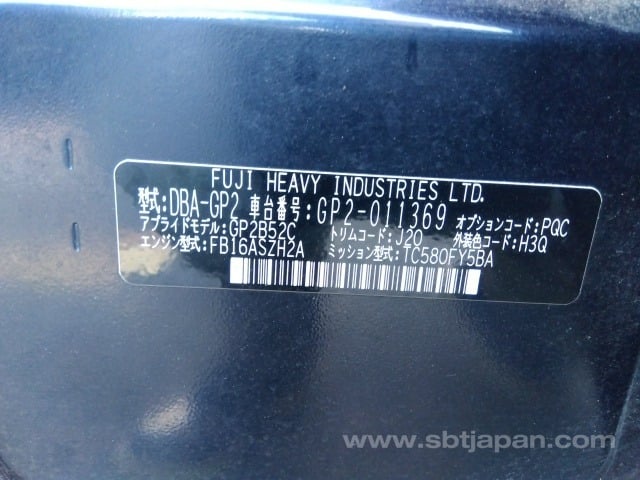 FUJI HEAVY INDUSTRIES LTD.
型式:DBA-GP2 車台番号:GP2-011369 オプションコード:PQC
アプライドモデル:GP2B52C トリムコード:J20 外装色コード:H3Q
エンジン型式:FB16ASZH2A ミッション型式:TC580FY5BA
www.sbtjapan.com